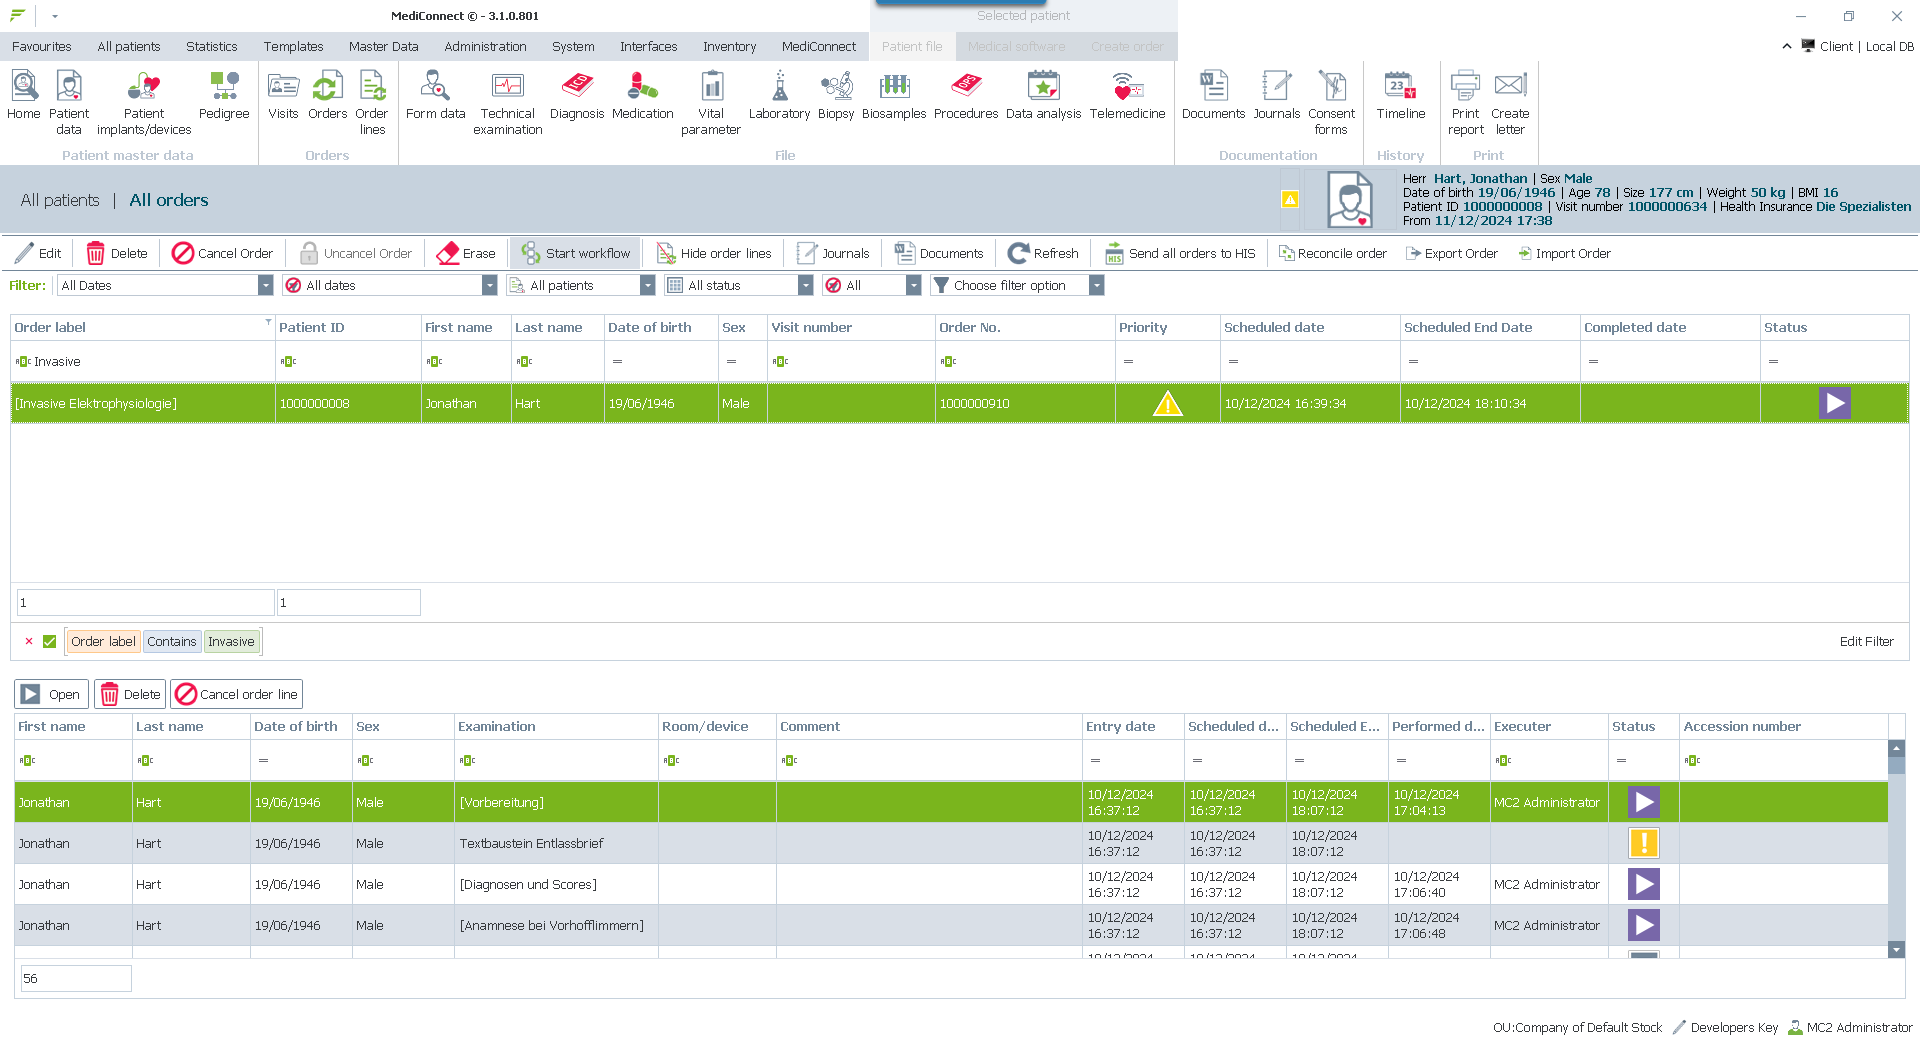 MediConnect © - 3.1.0.801
Selected patient
Favourites All patients Statistics Templates Master Data Administration System Interfaces Inventory MediConnect Patient file Medical software Create order
Client | Local DB
Home Patient data Patient implants/devices Pedigree Visits Orders Order lines Form data Technical examination Diagnosis Medication Vital parameter Laboratory Biopsy Biosamples Procedures Data analysis Telemedicine Documents Journals Consent forms Timeline Print report Create letter
Patient master data Orders File Documentation History Print
All patients | All orders
Herr Hart, Jonathan | Sex Male
Date of birth 19/06/1946 | Age 78 | Size 177 cm | Weight 50 kg | BMI 16
Patient ID 1000000008 | Visit number 1000000634 | Health Insurance Die Spezialisten
From 11/12/2024 17:38
Edit Delete Cancel Order Uncancel Order Erase Start workflow Hide order lines Journals Documents Refresh Send all orders to HIS Reconcile order Export Order Import Order
Filter: All Dates All dates All patients All status All Choose filter option
Order label Patient ID First name Last name Date of birth Sex Visit number Order No. Priority Scheduled date Scheduled End Date Completed date Status
Invasive
[Invasive Elektrophysiologie] 1000000008 Jonathan Hart 19/06/1946 Male 1000000910 10/12/2024 16:39:34 10/12/2024 18:10:34
1 1
Order label Contains Invasive Edit Filter
Open Delete Cancel order line
First name Last name Date of birth Sex Examination Room/device Comment Entry date Scheduled d... Scheduled E... Performed d... Executer Status Accession number
Jonathan Hart 19/06/1946 Male [Vorbereitung] 10/12/2024 16:37:12 10/12/2024 16:37:12 10/12/2024 18:07:12 10/12/2024 17:04:13 MC2 Administrator
Jonathan Hart 19/06/1946 Male Textbaustein Entlassbrief 10/12/2024 16:37:12 10/12/2024 16:37:12 10/12/2024 18:07:12
Jonathan Hart 19/06/1946 Male [Diagnosen und Scores] 10/12/2024 16:37:12 10/12/2024 16:37:12 10/12/2024 18:07:12 10/12/2024 17:06:40 MC2 Administrator
Jonathan Hart 19/06/1946 Male [Anamnese bei Vorhofflimmern] 10/12/2024 16:37:12 10/12/2024 16:37:12 10/12/2024 18:07:12 10/12/2024 17:06:48 MC2 Administrator
56
OU:Company of Default Stock Developers Key MC2 Administrator